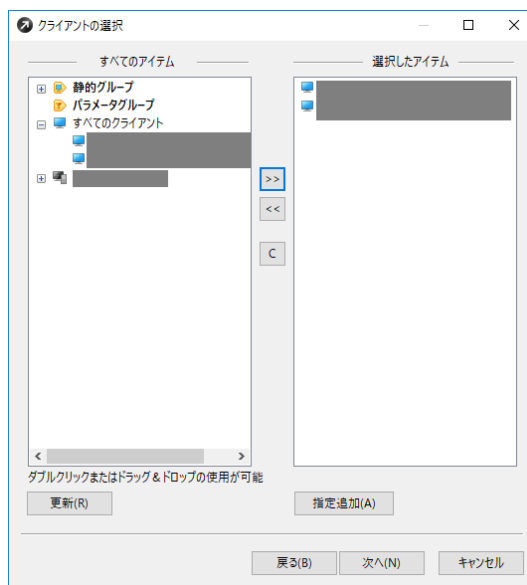 クライアントの選択
すべてのアイテム
選択したアイテム
静的グループ
パラメータグループ
すべてのクライアント
>>
<<
C
ダブルクリックまたはドラッグ&ドロップの使用が可能
更新(R)
指定追加(A)
戻る(B)
次へ(N)
キャンセル